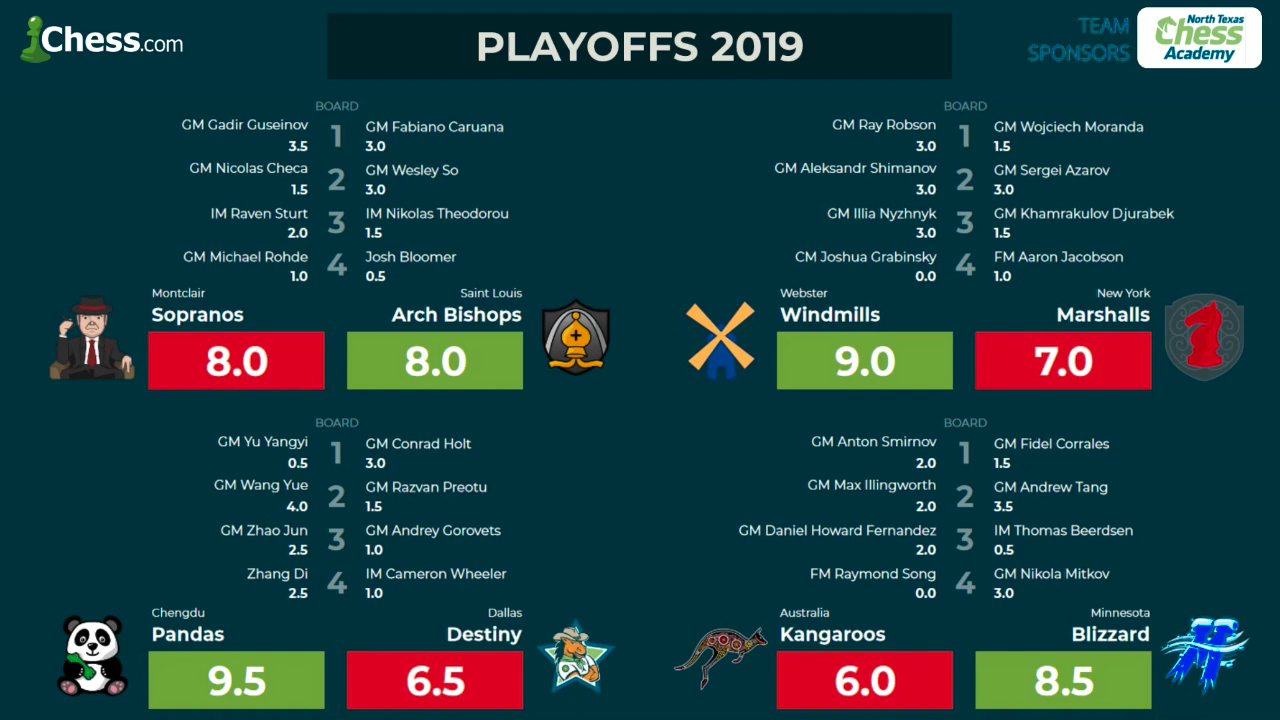 Chess.com
PLAYOFFS 2019
TEAM
SPONSORS
North Texas
Chess
Academy
BOARD
GM Gadir Guseinov 1 GM Fabiano Caruana
3.5 3.0
GM Nicolas Checa 2 GM Wesley So
1.5 3.0
IM Raven Sturt 3 IM Nikolas Theodorou
2.0 1.5
GM Michael Rohde 4 Josh Bloomer
1.0 0.5
Montclair Saint Louis
Sopranos Arch Bishops
8.0 8.0
BOARD
GM Ray Robson 1 GM Wojciech Moranda
3.0 1.5
GM Aleksandr Shimanov 2 GM Sergei Azarov
3.0 3.0
GM Illia Nyzhnyk 3 GM Khamrakulov Djurabek
3.0 1.5
CM Joshua Grabinsky 4 FM Aaron Jacobson
0.0 1.0
Webster New York
Windmills Marshalls
9.0 7.0
BOARD
GM Yu Yangyi 1 GM Conrad Holt
0.5 3.0
GM Wang Yue 2 GM Razvan Preotu
4.0 1.5
GM Zhao Jun 3 GM Andrey Gorovets
2.5 1.0
Zhang Di 4 IM Cameron Wheeler
2.5 1.0
Chengdu Dallas
Pandas Destiny
9.5 6.5
BOARD
GM Anton Smirnov 1 GM Fidel Corrales
2.0 1.5
GM Max Illingworth 2 GM Andrew Tang
2.0 3.5
GM Daniel Howard Fernandez 3 IM Thomas Beerdsen
2.0 0.5
FM Raymond Song 4 GM Nikola Mitkov
0.0 3.0
Australia Minnesota
Kangaroos Blizzard
6.0 8.5